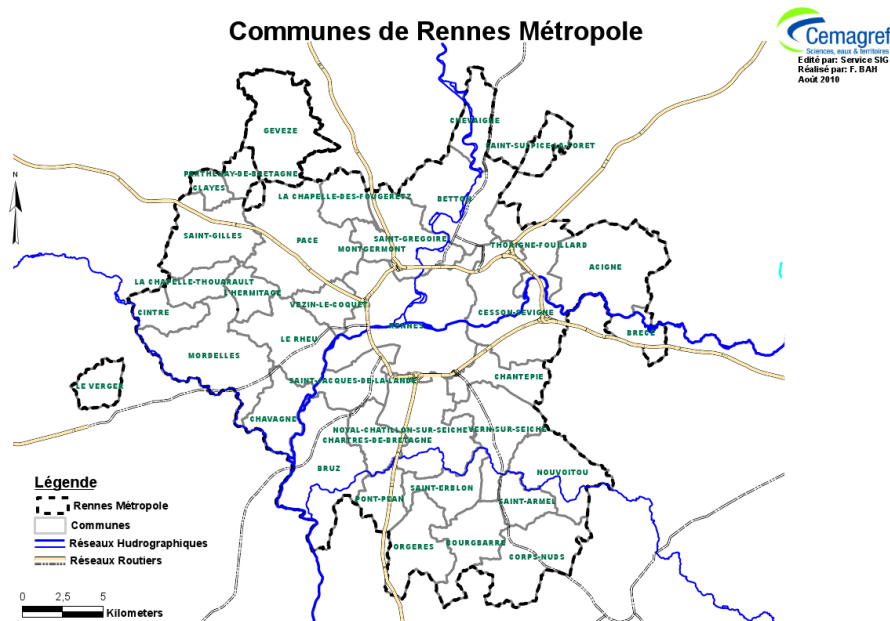 Communes de Rennes Métropole
Cemagref
Sciences, eaux & territoires
Edité par: Service SIG
Réalisé par: F. BAH
Août 2010
N
GEVEZE
CHEVAIGNE
SAINT-SULPICE-LA-FORET
PARTHENAY-DE-BRETAGNE
CLAYES
LA CHAPELLE-DES-FOUGERETZ
BETTON
SAINT-GILLES
PACE
SAINT-GREGOIRE
MONTGERMONT
THORIGNE-FOUILLARD
ACIGNE
LA CHAPELLE-THOUARAULT
L'HERMITAGE
VEZIN-LE-COQUET
CESSON-SEVIGNE
CINTRE
RENNES
BRECE
LE RHEU
MORDELLES
CHANTEPIE
SAINT-JACQUES-DE-LA-LANDE
LE VERGER
CHAVAGNE
NOYAL-CHATILLON-SUR-SEICHE
VERN-SUR-SEICHE
CHARTRES-DE-BRETAGNE
BRUZ
NOUVOITOU
SAINT-ERBLON
PONT-PEAN
SAINT-ARMEL
ORGERES
BOURGBARRE
CORPS-NUDS
Légende
Rennes Métropole
Communes
Réseaux Hudrographiques
Réseaux Routiers
0 2,5 5
Kilometers